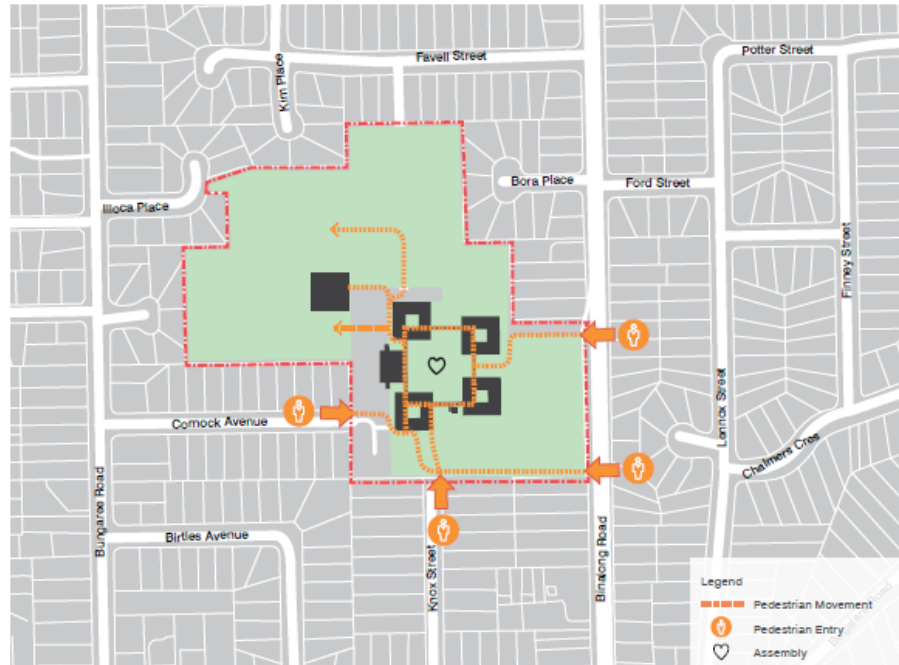 Favell Street
Potter Street
Kim Place
Bora Place
Ford Street
Illoca Place
Finney Street
Lennox Street
Cornock Avenue
Chalmers Cres
Bungaree Road
Birtles Avenue
Knox Street
Binalong Road
Legend
Pedestrian Movement
Pedestrian Entry
Assembly